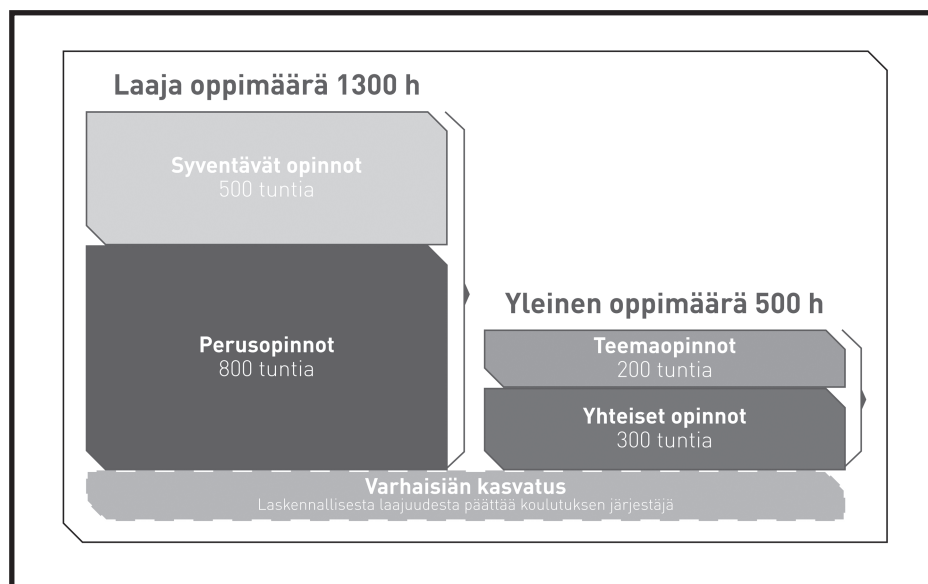 Laaja oppimäärä 1300 h
Syventävät opinnot
500 tuntia
Perusopinnot
800 tuntia
Yleinen oppimäärä 500 h
Teemaopinnot
200 tuntia
Yhteiset opinnot
300 tuntia
Varhaisiän kasvatus
Laskennallisesta laajuudesta päättää koulutuksen järjestäjä